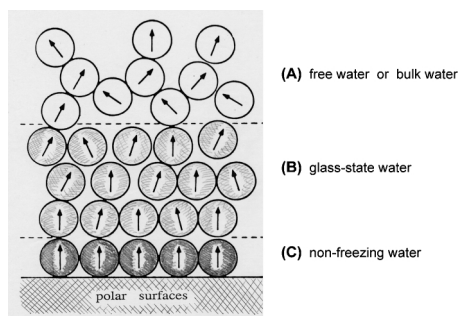 (A) free water or bulk water
(B) glass-state water
(C) non-freezing water
polar surfaces